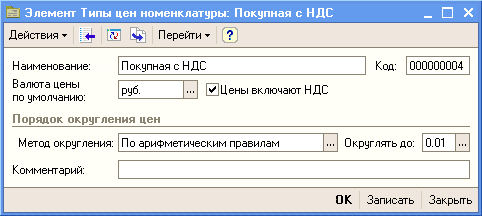 Элемент Типы цен номенклатуры: Покупная с НДС
Действия Перейти ?
Наименование: Покупная с НДС Код: 000000004
Валюта цены
по умолчанию: руб. ... Цены включают НДС
Порядок округления цен
Метод округления: По арифметическим правилам ... Округлять до: 0.01 ...
Комментарий:
OK Записать Закрыть